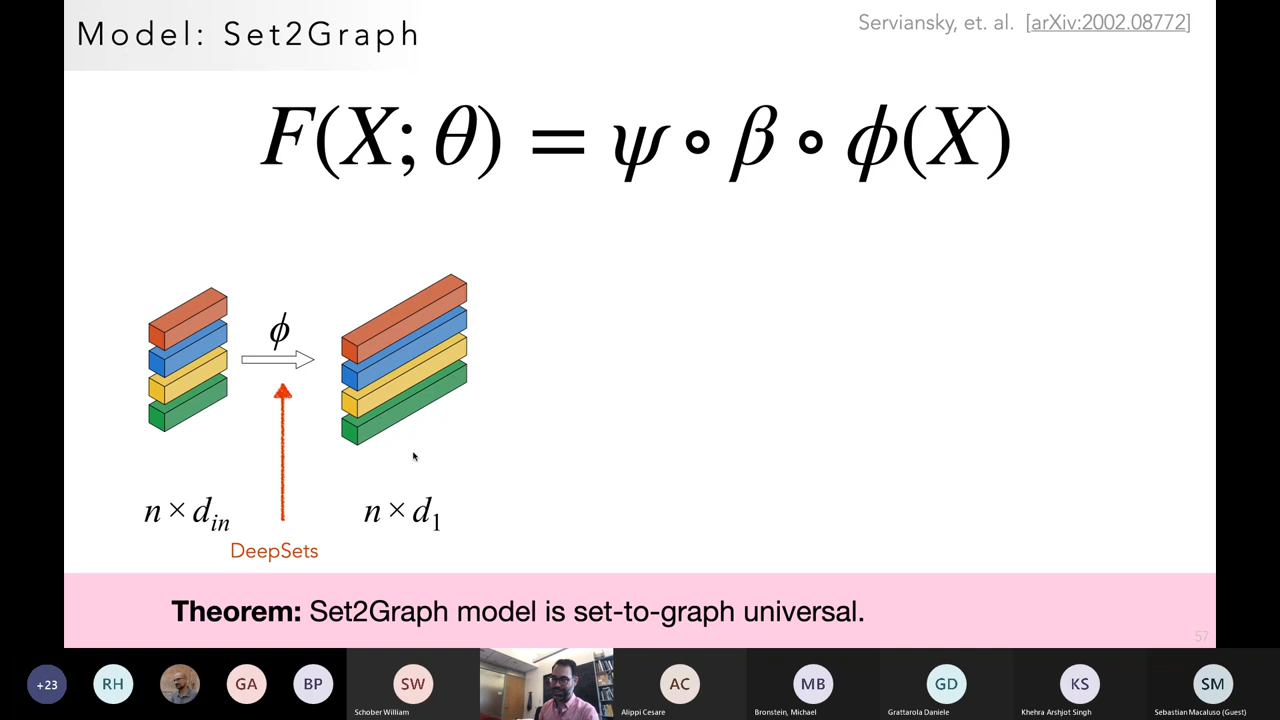 Model: Set2Graph
Serviansky, et. al. [arXiv:2002.08772]
F(X; θ) = ψ ∘ β ∘ ϕ(X)
ϕ
n × d_in
n × d_1
DeepSets
Theorem: Set2Graph model is set-to-graph universal.
57
+23
RH
GA
BP
SW
AC
MB
GD
KS
SM
Schober William
Alippi Cesare
Bronstein, Michael
Grattarola Daniele
Khehra Arshjot Singh
Sebastian Macaluso (Guest)